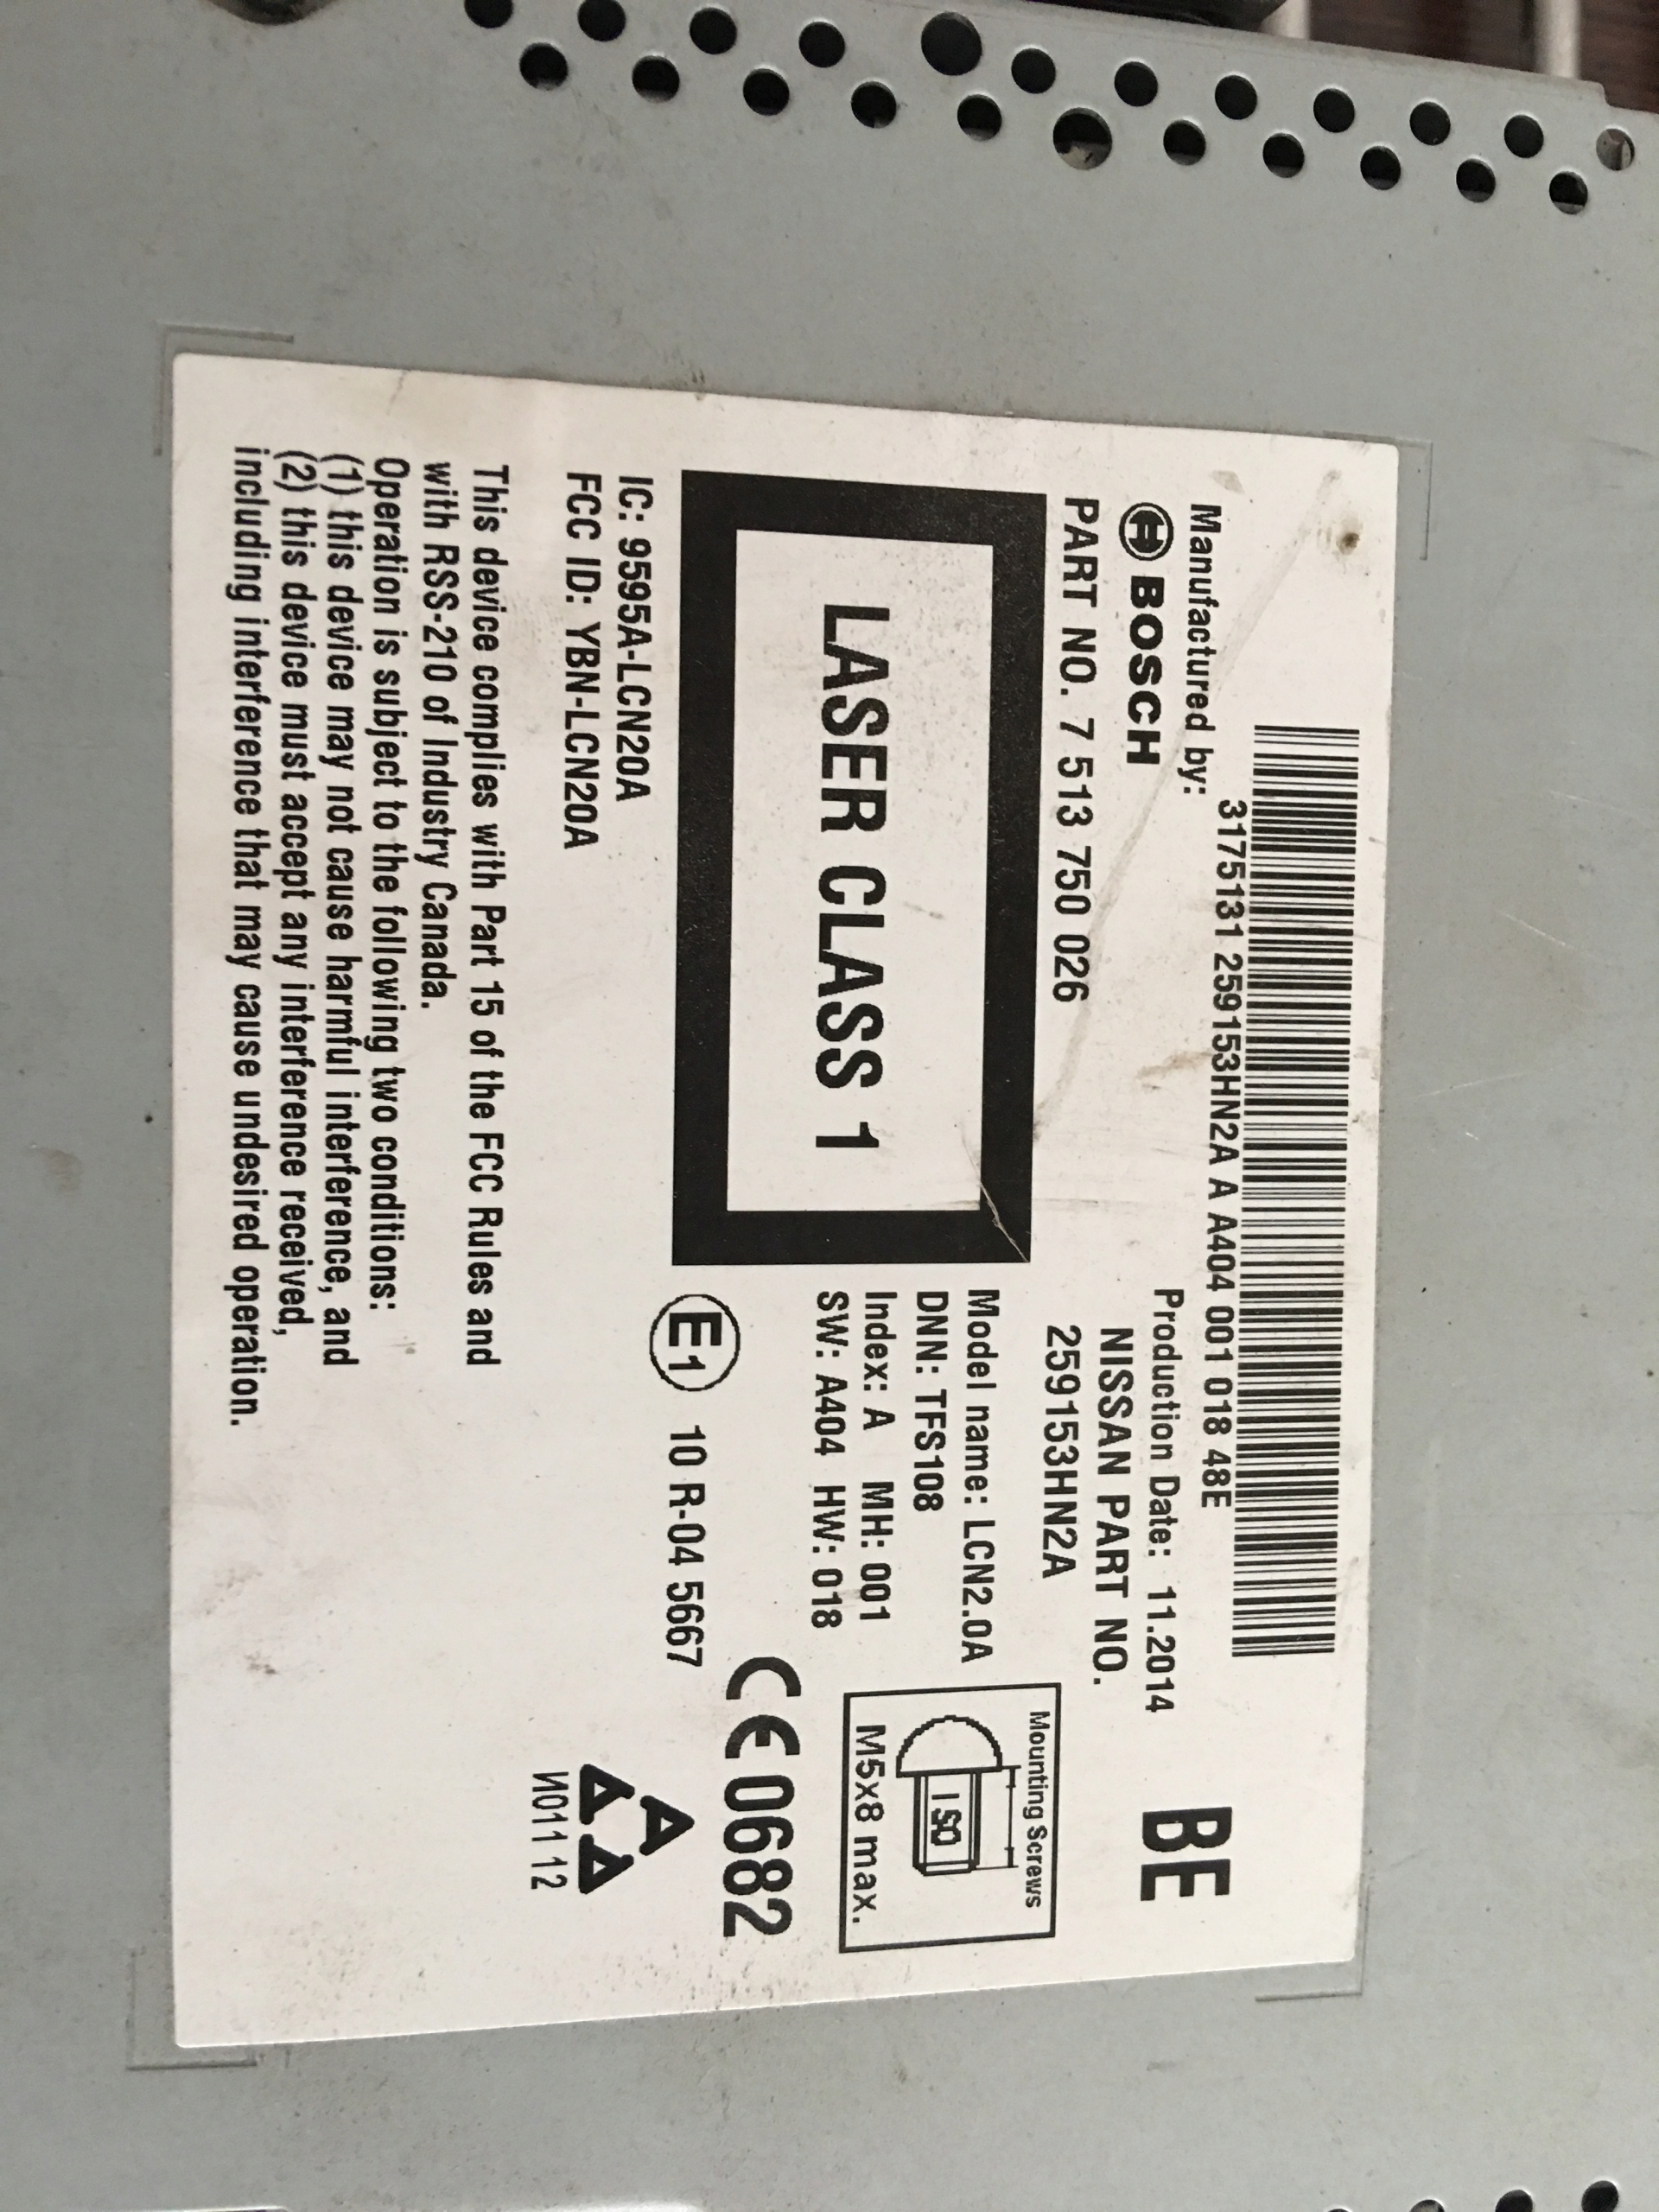 3175131 259153HN2A A A404 001 018 48E
Manufactured by:
BOSCH
Production Date: 11.2014
BE
PART NO. 7 513 750 026
NISSAN PART NO.
259153HN2A
LASER CLASS 1
Model name: LCN2.0A
DNN: TFS108
Index: A MH: 001
SW: A404 HW: 018
Mounting Screws
ISO
M5x8 max.
IC: 9595A-LCN20A
FCC ID: YBN-LCN20A
E1 10 R-04 5667
CE 0682
И011 12
This device complies with Part 15 of the FCC Rules and
with RSS-210 of Industry Canada.
Operation is subject to the following two conditions:
(1) this device may not cause harmful interference, and
(2) this device must accept any interference received,
including interference that may cause undesired operation.